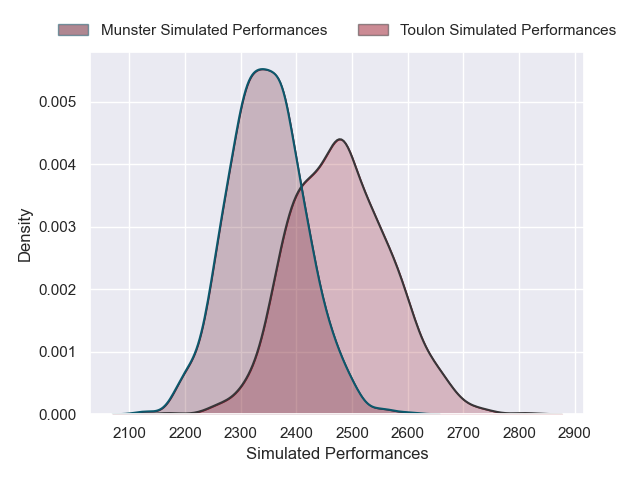 Munster Simulated Performances Toulon Simulated Performances
0.005
0.004
0.003
0.002
0.001
0.000
Density
2100 2200 2300 2400 2500 2600 2700 2800 2900
Simulated Performances